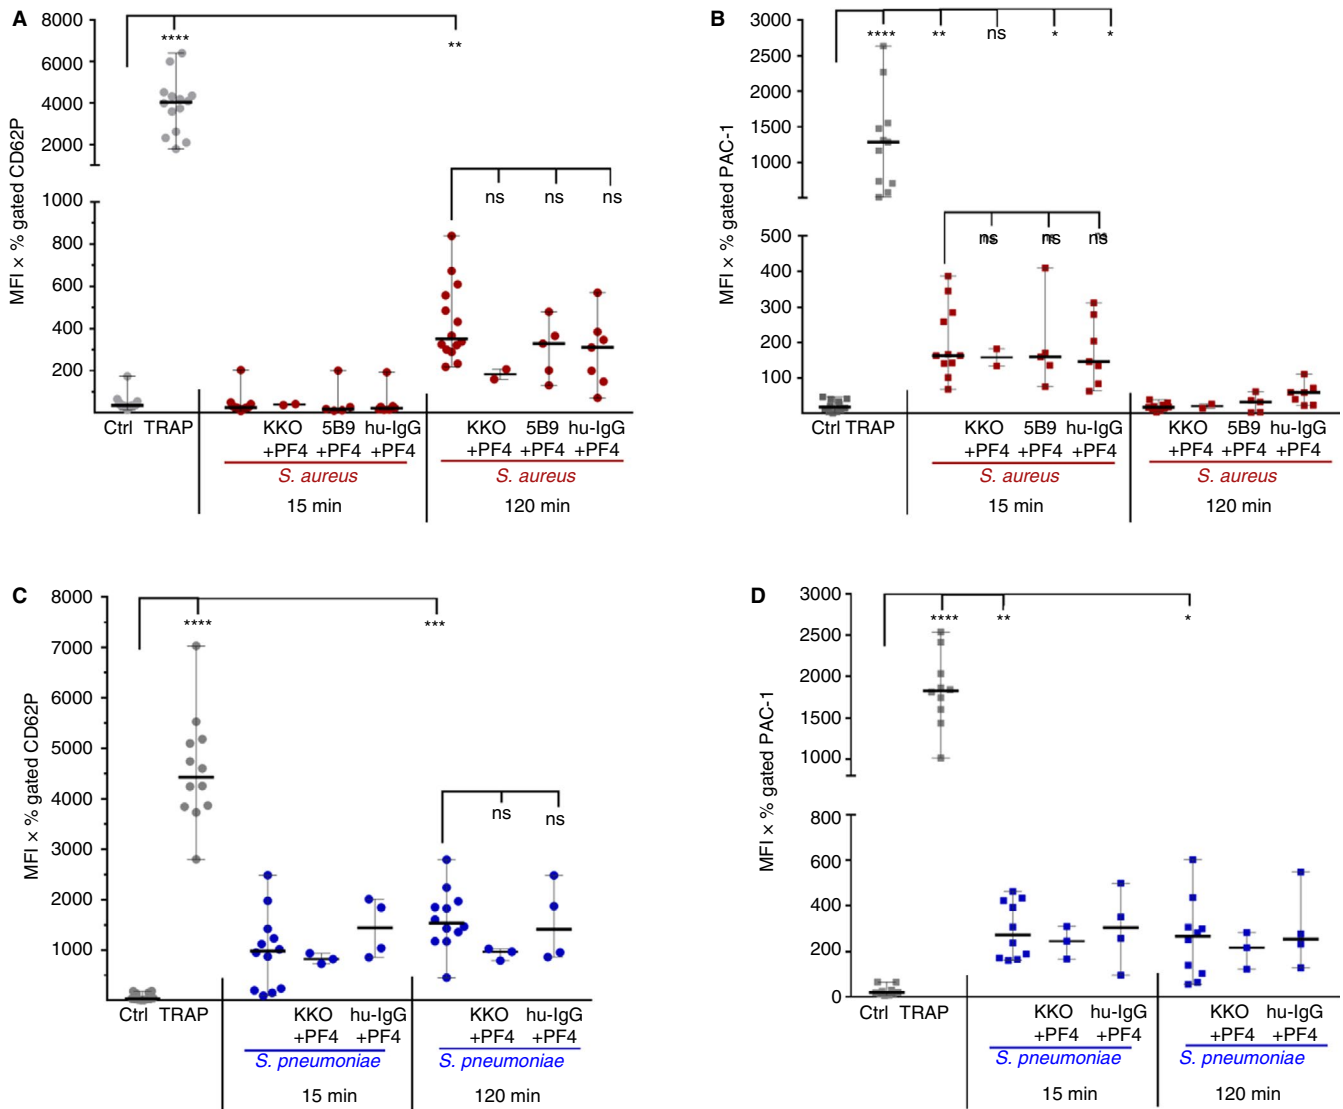 A
MFI × % gated CD62P
8000
6000
4000
2000
1000
800
600
400
200
****
**
ns ns ns
Ctrl TRAP KKO 5B9 hu-IgG KKO 5B9 hu-IgG
+PF4 +PF4 +PF4 +PF4 +PF4 +PF4
S. aureus S. aureus
15 min 120 min
B
MFI × % gated PAC-1
3000
2500
2000
1500
1000
500
400
300
200
100
**** ** ns * *
ns ns ns
Ctrl TRAP KKO 5B9 hu-IgG KKO 5B9 hu-IgG
+PF4 +PF4 +PF4 +PF4 +PF4 +PF4
S. aureus S. aureus
15 min 120 min
C
MFI × % gated CD62P
8000
7000
6000
5000
4000
3000
2000
1000
**** ***
ns ns
Ctrl TRAP KKO hu-IgG KKO hu-IgG
+PF4 +PF4 +PF4 +PF4
S. pneumoniae S. pneumoniae
15 min 120 min
D
MFI × % gated PAC-1
3000
2500
2000
1500
1000
800
600
400
200
0
**** ** *
Ctrl TRAP KKO hu-IgG KKO hu-IgG
+PF4 +PF4 +PF4 +PF4
S. pneumoniae S. pneumoniae
15 min 120 min